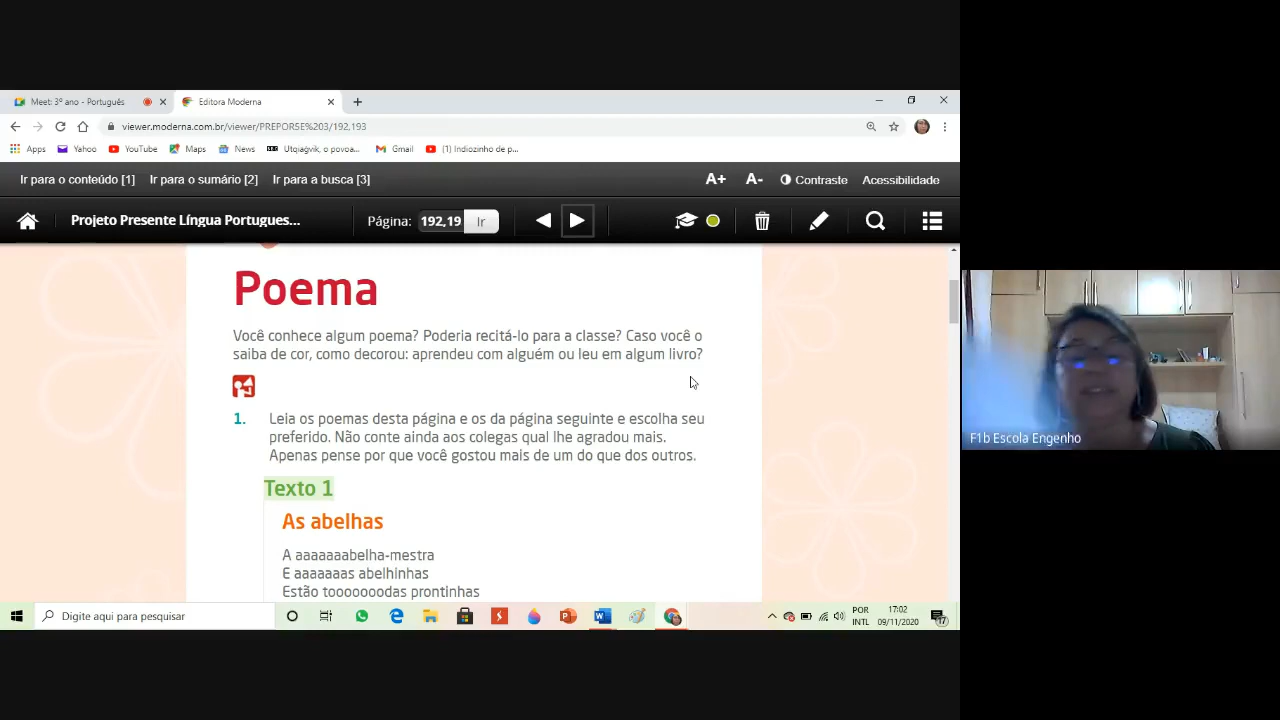 Meet: 3º ano - Português
Editora Moderna
viewer.moderna.com.br/viewer/PREPOR5E%203/192,193
Apps Yahoo YouTube Maps News Utqiaġvik, o povoa... Gmail (1) Indiozinho de p...
Ir para o conteúdo [1] Ir para o sumário [2] Ir para a busca [3] A+ A- Contraste Acessibilidade
Projeto Presente Língua Portugues... Página: 192,19 Ir
Poema
Você conhece algum poema? Poderia recitá-lo para a classe? Caso você o
saiba de cor, como decorou: aprendeu com alguém ou leu em algum livro?
1. Leia os poemas desta página e os da página seguinte e escolha seu
preferido. Não conte ainda aos colegas qual lhe agradou mais.
Apenas pense por que você gostou mais de um do que dos outros.
Texto 1
As abelhas
A aaaaaaabelha-mestra
E aaaaaaas abelhinhas
Estão tooooooodas prontinhas
F1b Escola Engenho
Digite aqui para pesquisar
POR 17:02
INTL 09/11/2020
17